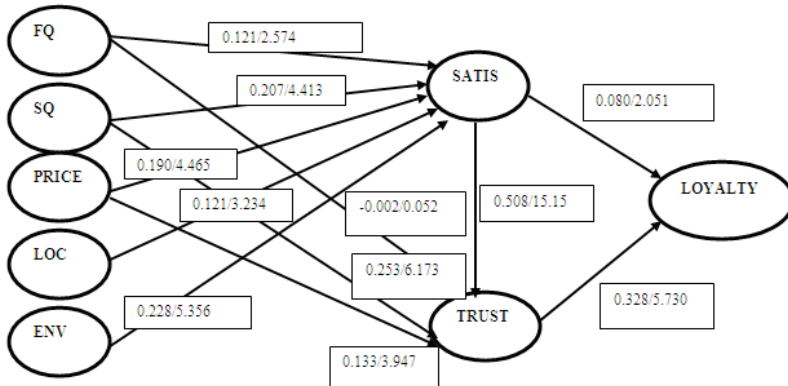 FQ
0.121/2.574
SATIS
0.207/4.413
0.080/2.051
SQ
0.190/4.465
PRICE
LOYALTY
0.121/3.234
-0.002/0.052
0.508/15.15
LOC
0.253/6.173
0.228/5.356
0.328/5.730
ENV
TRUST
0.133/3.947